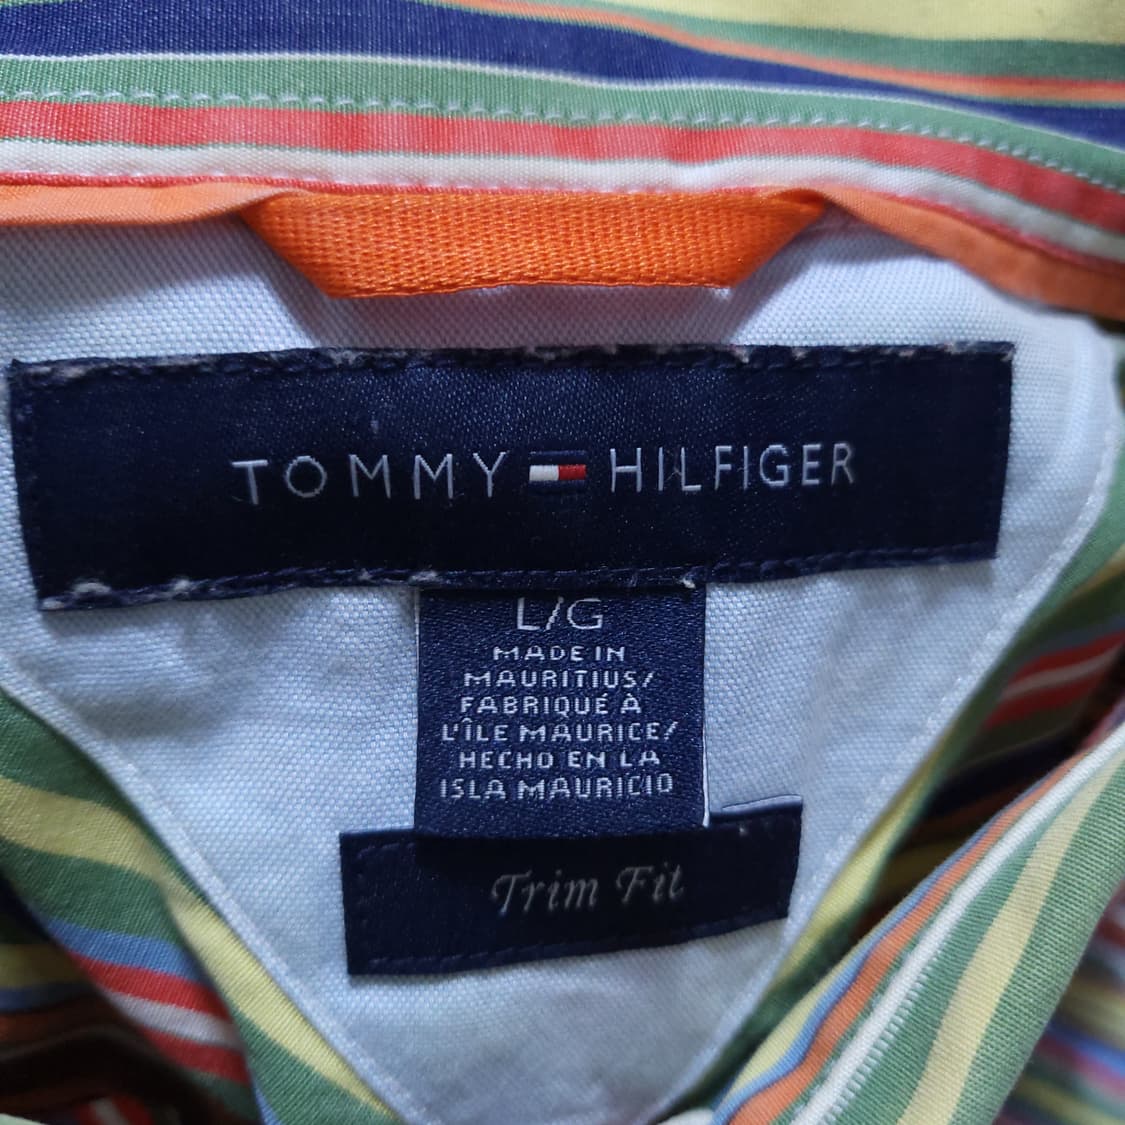 TOMMY HILFIGER
L/G
MADE IN
MAURITIUS/
FABRIQUÉ À
L'ÎLE MAURICE/
HECHO EN LA
ISLA MAURICIO
Trim Fit